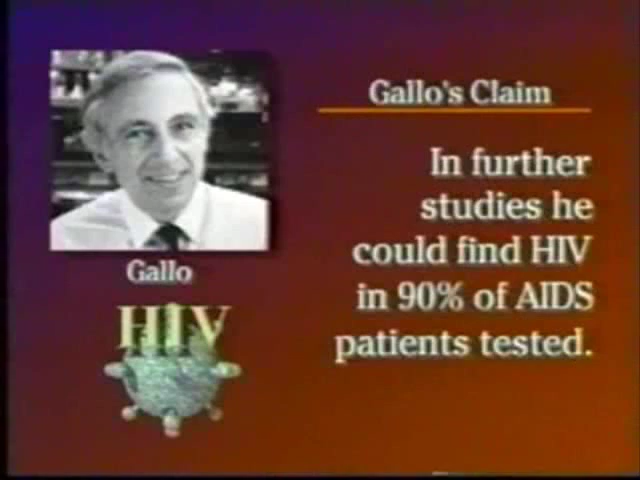 Gallo's Claim
In further
studies he
could find HIV
in 90% of AIDS
patients tested.
Gallo
HIV